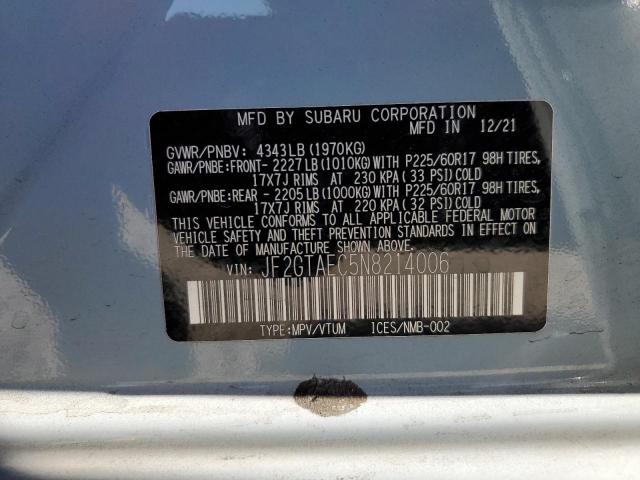 MFD BY SUBARU CORPORATION
MFD IN 12/21
GVWR/PNBV: 4343LB (1970KG)
GAWR/PNBE:FRONT- 2227LB (1010KG) WITH P225/60R17 98H TIRES,
17X7J RIMS AT 230 KPA (33 PSI) COLD
GAWR/PNBE:REAR - 2205LB (1000KG) WITH P225/60R17 98H TIRES,
17X7J RIMS AT 220 KPA (32 PSI) COLD
THIS VEHICLE CONFORMS TO ALL APPLICABLE FEDERAL MOTOR
VEHICLE SAFETY AND THEFT PREVENTION STANDARDS IN EFFECT ON
THE DATE OF MANUFACTURE SHOWN ABOVE.
VIN: JF2GTAEC5N8214006
TYPE:MPV/VTUM ICES/NMB-002